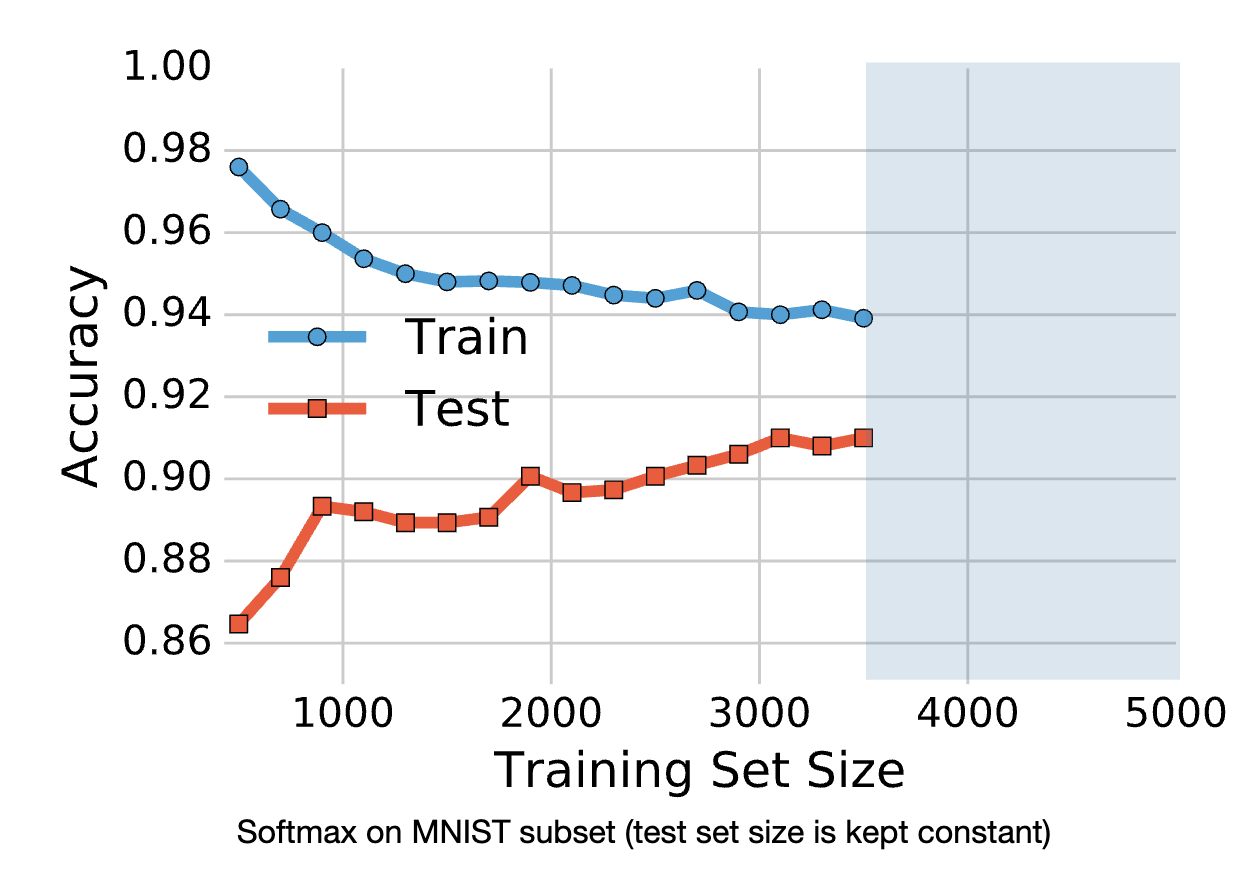 1.00
0.98
0.96
0.94
0.92
0.90
0.88
0.86
Accuracy
Train
Test
1000 2000 3000 4000 5000
Training Set Size
Softmax on MNIST subset (test set size is kept constant)